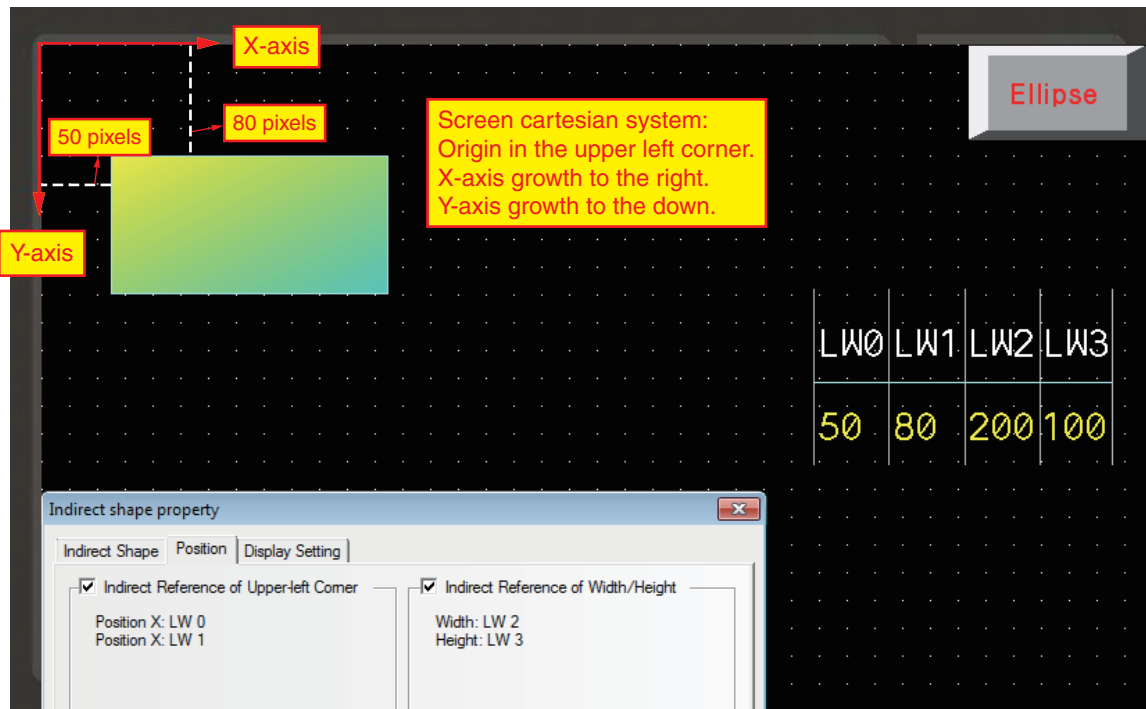 X-axis
Ellipse
80 pixels
50 pixels
Screen cartesian system:
Origin in the upper left corner.
X-axis growth to the right.
Y-axis growth to the down.
Y-axis
LW0 LW1 LW2 LW3
50 80 200 100
Indirect shape property
Indirect Shape Position Display Setting
Indirect Reference of Upper-left Corner
Position X: LW 0
Position X: LW 1
Indirect Reference of Width/Height
Width: LW 2
Height: LW 3